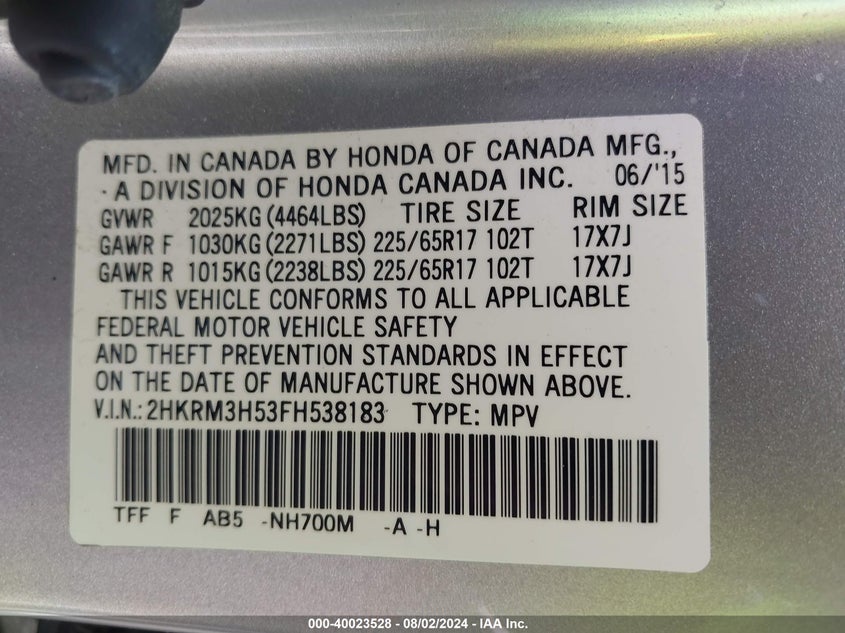 MFD. IN CANADA BY HONDA OF CANADA MFG.,
A DIVISION OF HONDA CANADA INC. 06/'15
GVWR 2025KG (4464LBS) TIRE SIZE RIM SIZE
GAWR F 1030KG (2271LBS) 225/65R17 102T 17X7J
GAWR R 1015KG (2238LBS) 225/65R17 102T 17X7J
THIS VEHICLE CONFORMS TO ALL APPLICABLE
FEDERAL MOTOR VEHICLE SAFETY
AND THEFT PREVENTION STANDARDS IN EFFECT
ON THE DATE OF MANUFACTURE SHOWN ABOVE.
V.I.N.: 2HKRM3H53FH538183 TYPE: MPV
TFF F AB5 -NH700M -A -H
000-40023528 - 08/02/2024 - IAA Inc.